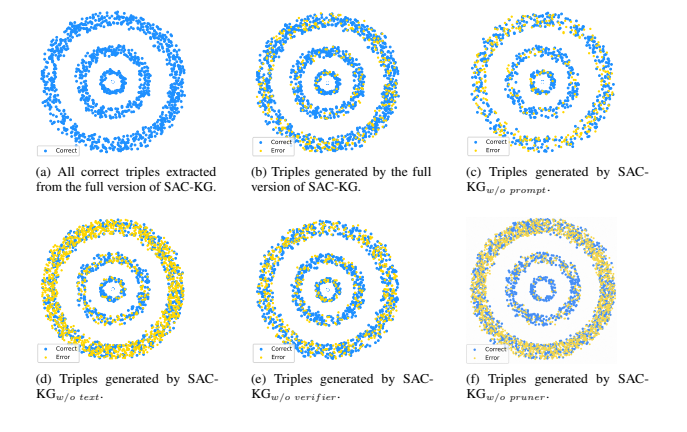 Correct
(a) All correct triples extracted
from the full version of SAC-KG.
Correct
Error
(b) Triples generated by the full
version of SAC-KG.
Correct
Error
(c) Triples generated by SAC-
KGw/o prompt.
Correct
Error
(d) Triples generated by SAC-
KGw/o text.
Correct
Error
(e) Triples generated by SAC-
KGw/o verifier.
Correct
Error
(f) Triples generated by SAC-
KGw/o pruner.